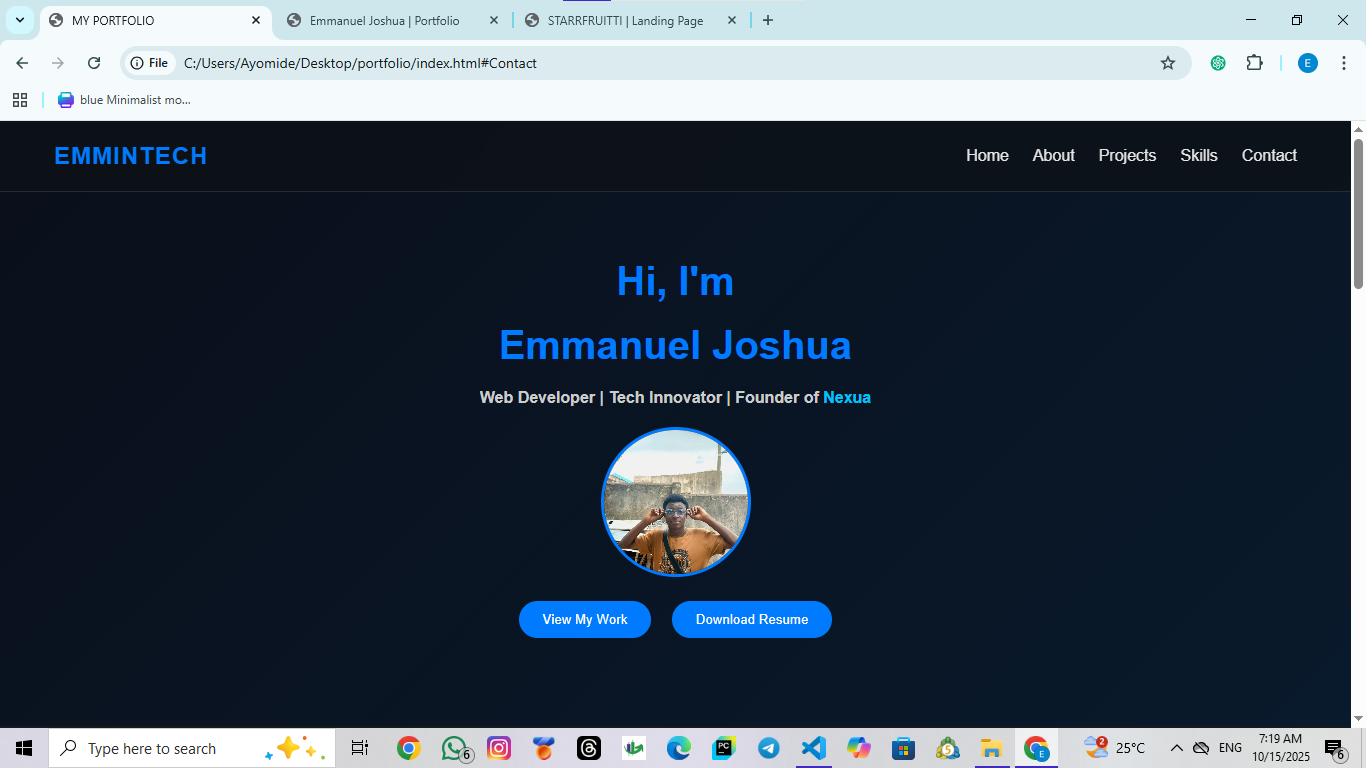 MY PORTFOLIO
Emmanuel Joshua | Portfolio
STARRFRUITTI | Landing Page
File
C:/Users/Ayomide/Desktop/portfolio/index.html#Contact
E
blue Minimalist mo...
EMMINTECH
Home
About
Projects
Skills
Contact
Hi, I'm
Emmanuel Joshua
Web Developer | Tech Innovator | Founder of Nexua
View My Work
Download Resume
Type here to search
6
PC
E
2
25°C
ENG
7:19 AM
10/15/2025
6